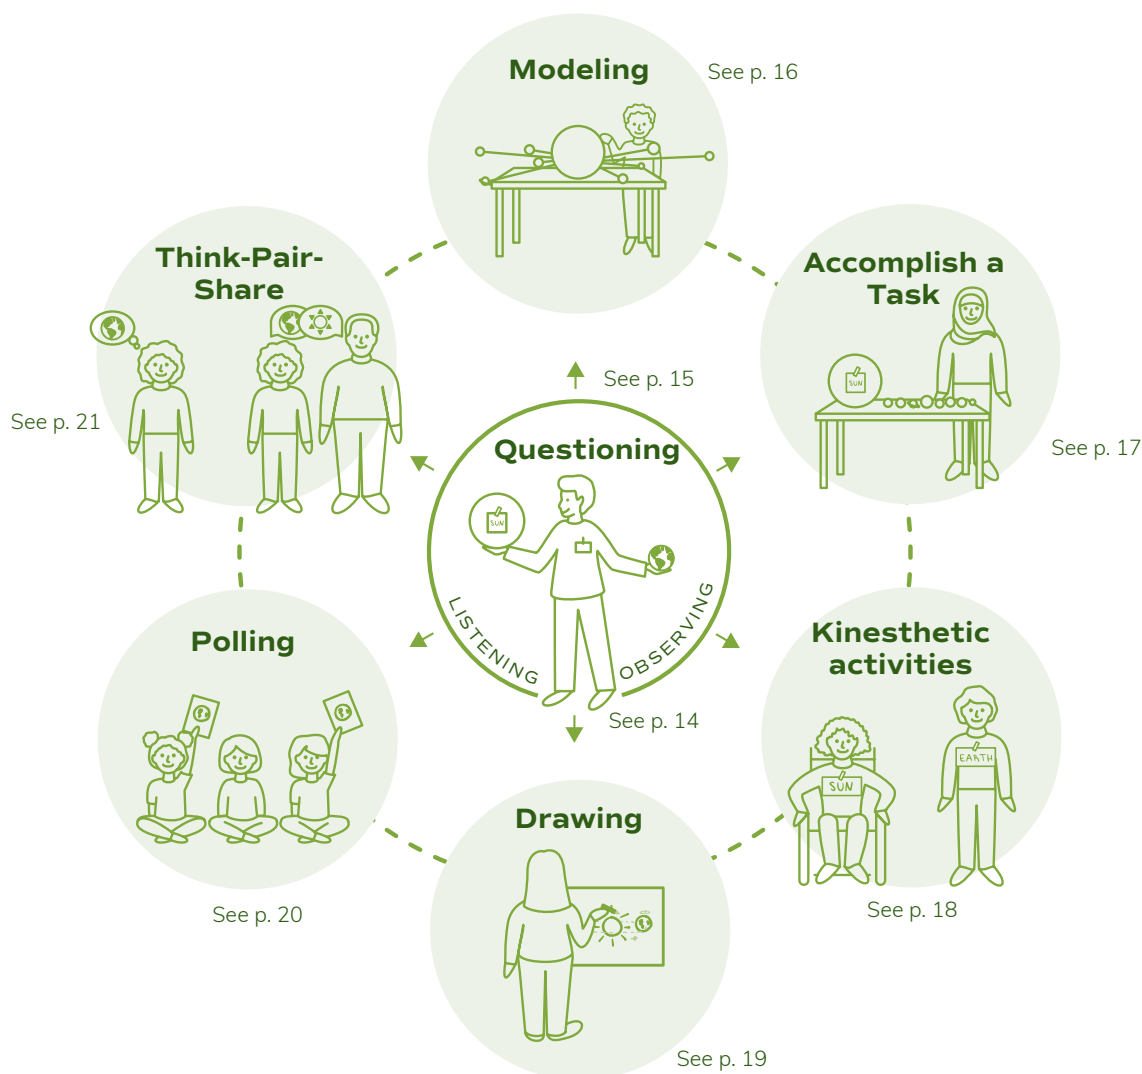 Modeling
See p. 16
Think-Pair-
Share
See p. 21
Accomplish a
Task
SUN
See p. 17
See p. 15
Questioning
SUN
LISTENING
OBSERVING
See p. 14
Polling
See p. 20
Kinesthetic
activities
SUN
EARTH
See p. 18
Drawing
See p. 19